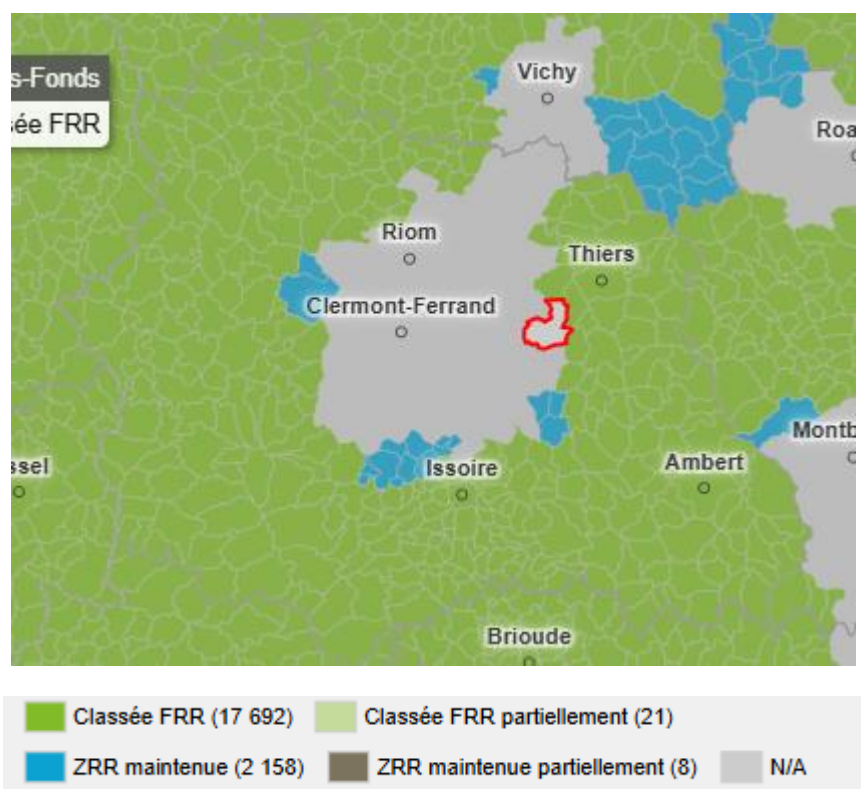 s-Fonds
ée FRR
Vichy
Roa
Riom
Thiers
Clermont-Ferrand
Montb
ssel
Issoire
Ambert
Brioude
Classée FRR (17 692)
Classée FRR partiellement (21)
ZRR maintenue (2 158)
ZRR maintenue partiellement (8)
N/A